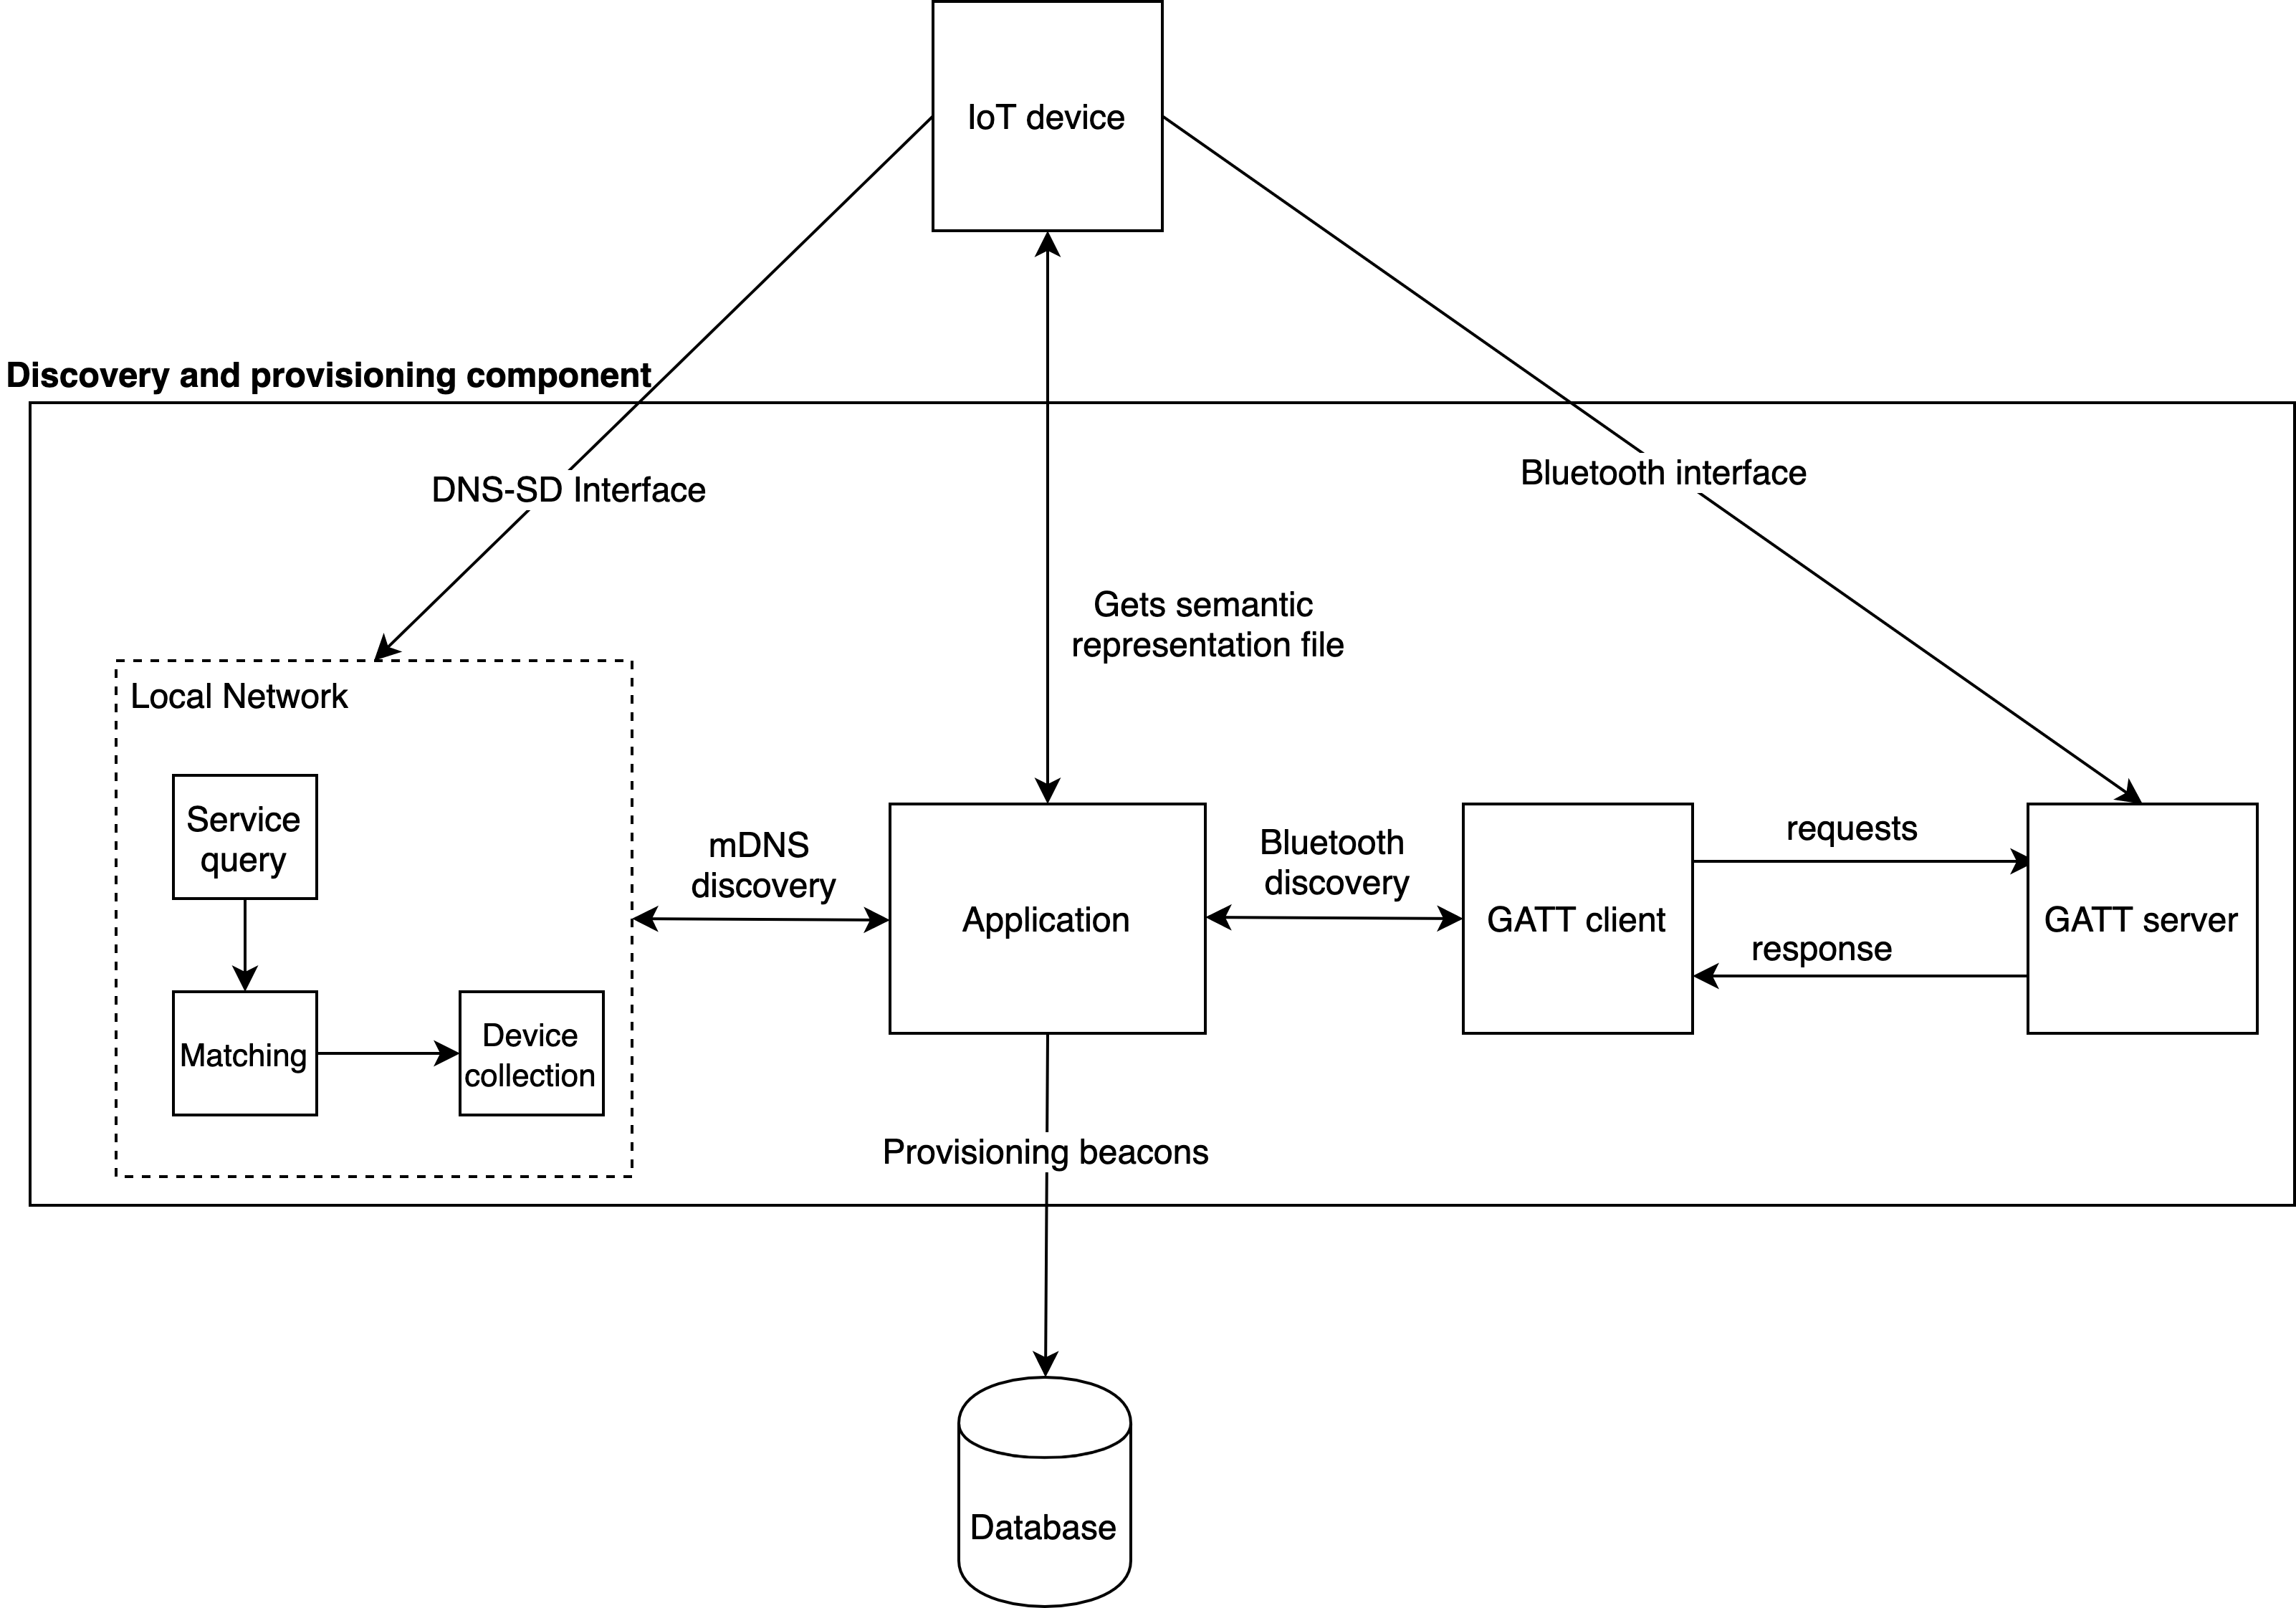 IoT device
Discovery and provisioning component
DNS-SD Interface
Bluetooth interface
Gets semantic
representation file
Local Network
Service
query
Matching
Device
collection
mDNS
discovery
Application
Bluetooth
discovery
GATT client
requests
response
GATT server
Provisioning beacons
Database